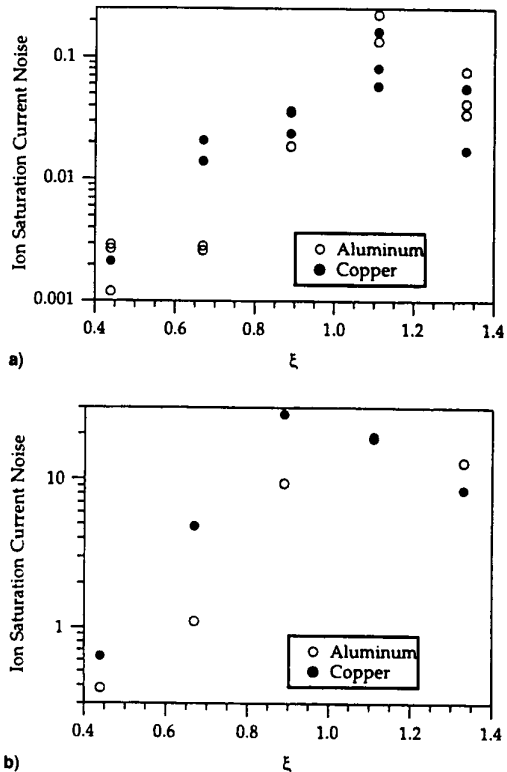 Ion Saturation Current Noise
0.1
0.01
0.001
Aluminum
Copper
0.4 0.6 0.8 1.0 1.2 1.4
a)
ξ
Ion Saturation Current Noise
10
1
Aluminum
Copper
0.4 0.6 0.8 1.0 1.2 1.4
b)
ξ